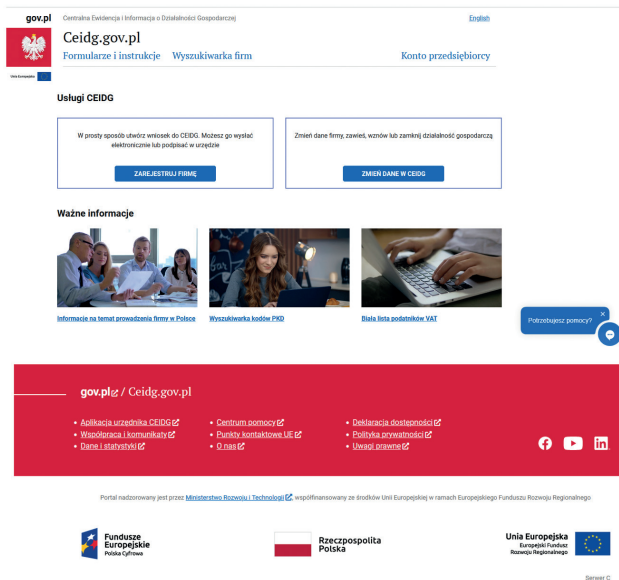 gov.pl
Centralna Ewidencja i Informacja o Działalności Gospodarczej
English
Ceidg.gov.pl
Formularze i instrukcje
Wyszukiwarka firm
Konto przedsiębiorcy
Unia Europejska
Usługi CEIDG
W prosty sposób utwórz wniosek do CEIDG. Możesz go wysłać
elektronicznie lub podpisać w urzędzie
ZAREJESTRUJ FIRMĘ
Zmień dane firmy, zawieś, wznów lub zamknij działalność gospodarczą
ZMIEŃ DANE W CEIDG
Ważne informacje
Informacje na temat prowadzenia firmy w Polsce
Wyszukiwarka kodów PKD
Biała lista podatników VAT
Potrzebujesz pomocy?
gov.pl / Ceidg.gov.pl
Aplikacja urzędnika CEIDG
Współpraca i komunikaty
Dane i statystyki
Centrum pomocy
Punkty kontaktowe UE
O nas
Deklaracja dostępności
Polityka prywatności
Uwagi prawne
Portal nadzorowany jest przez Ministerstwo Rozwoju i Technologii, współfinansowany ze środków Unii Europejskiej w ramach Europejskiego Funduszu Rozwoju Regionalnego
Fundusze
Europejskie
Polska Cyfrowa
Rzeczpospolita
Polska
Unia Europejska
Europejski Fundusz
Rozwoju Regionalnego
Serwer C